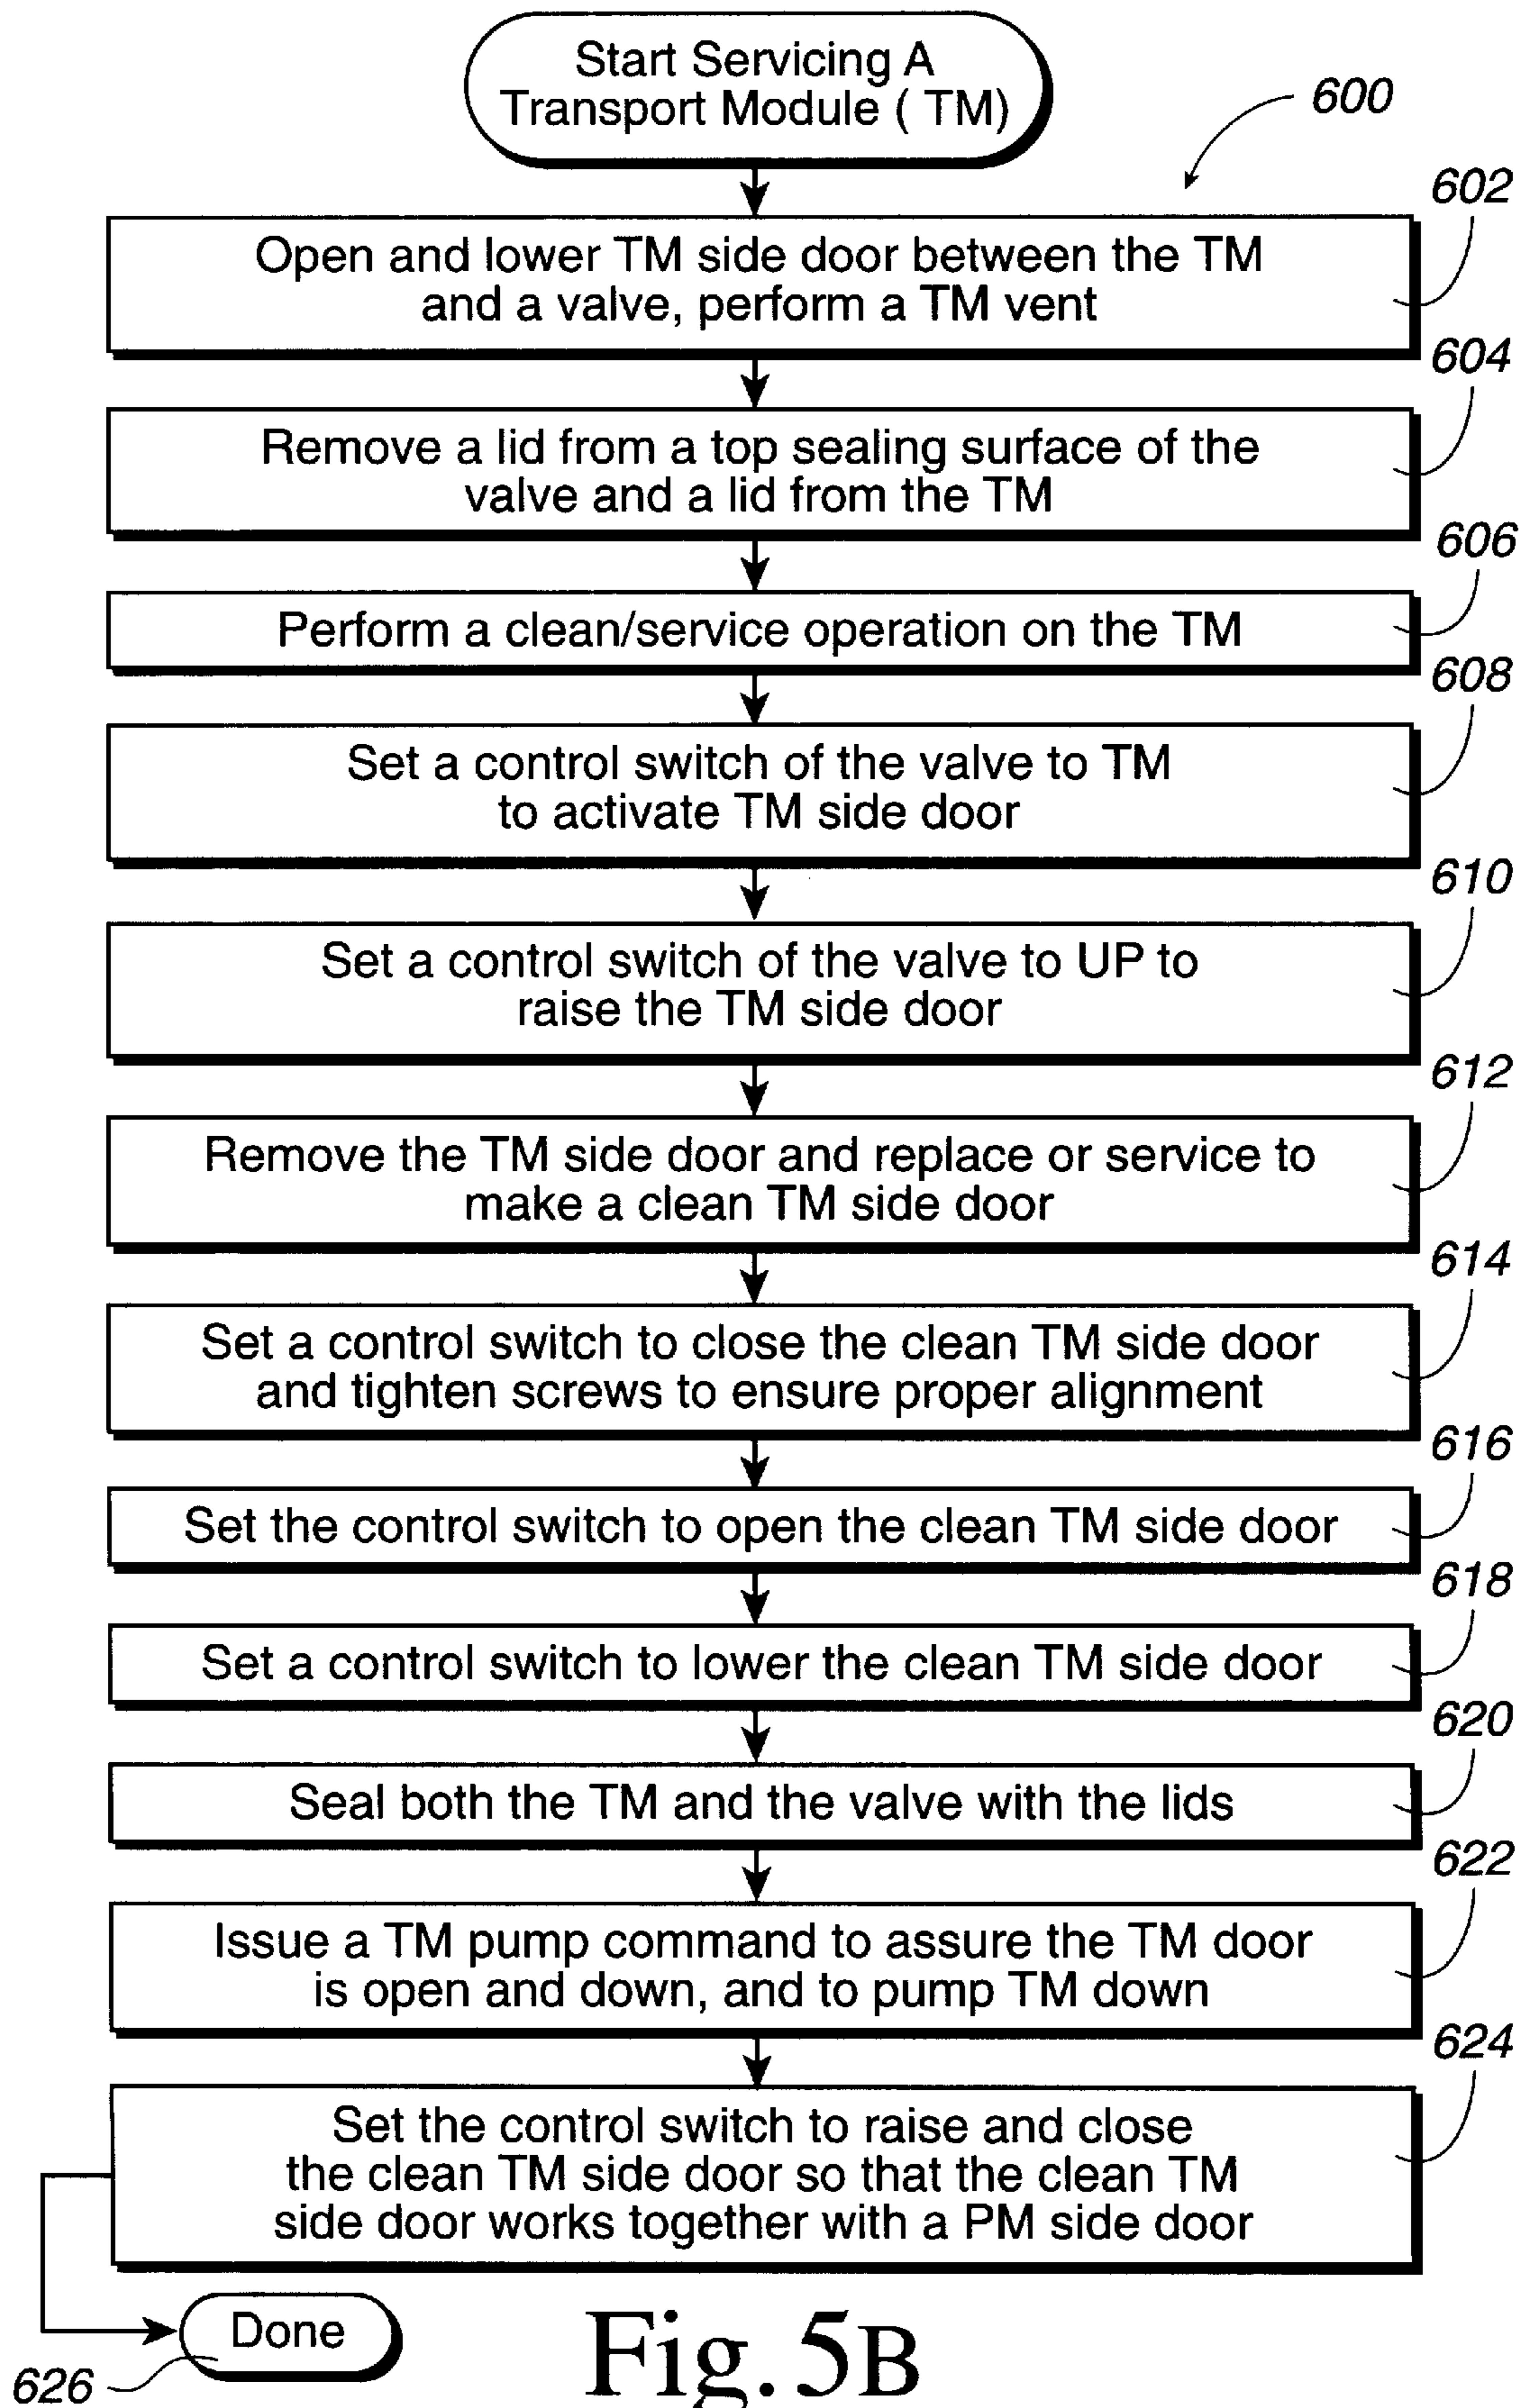 Start Servicing A
Transport Module ( TM)
600
602
Open and lower TM side door between the TM
and a valve, perform a TM vent
604
Remove a lid from a top sealing surface of the
valve and a lid from the TM
606
Perform a clean/service operation on the TM
608
Set a control switch of the valve to TM
to activate TM side door
610
Set a control switch of the valve to UP to
raise the TM side door
612
Remove the TM side door and replace or service to
make a clean TM side door
614
Set a control switch to close the clean TM side door
and tighten screws to ensure proper alignment
616
Set the control switch to open the clean TM side door
618
Set a control switch to lower the clean TM side door
620
Seal both the TM and the valve with the lids
622
Issue a TM pump command to assure the TM door
is open and down, and to pump TM down
624
Set the control switch to raise and close
the clean TM side door so that the clean TM
side door works together with a PM side door
Done
626
Fig. 5B